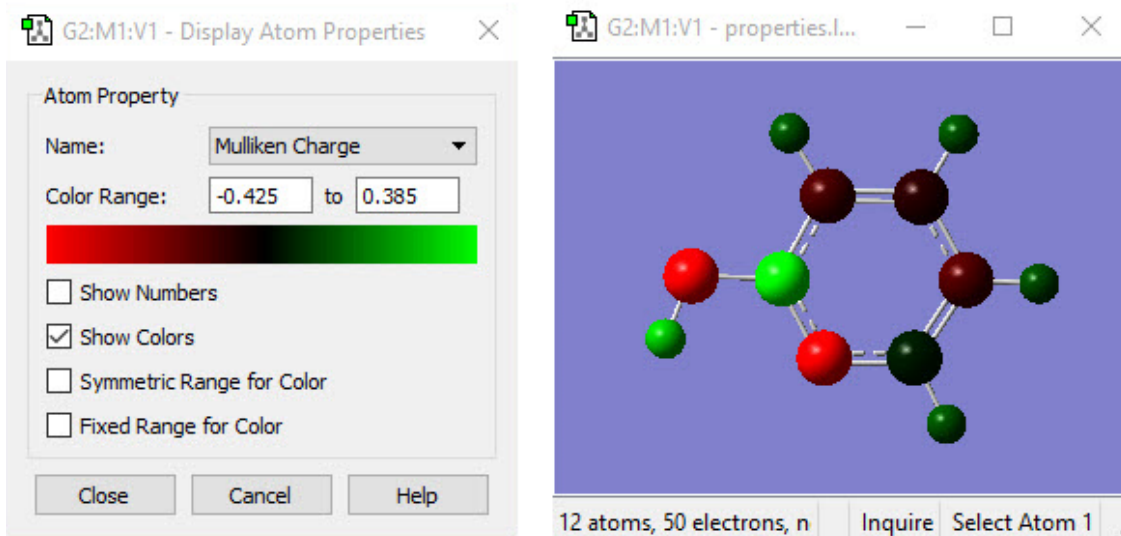 G2:M1:V1 - Display Atom Properties
Atom Property
Name: Mulliken Charge
Color Range: -0.425 to 0.385
Show Numbers
Show Colors
Symmetric Range for Color
Fixed Range for Color
Close Cancel Help
G2:M1:V1 - properties.l...
12 atoms, 50 electrons, n Inquire Select Atom 1